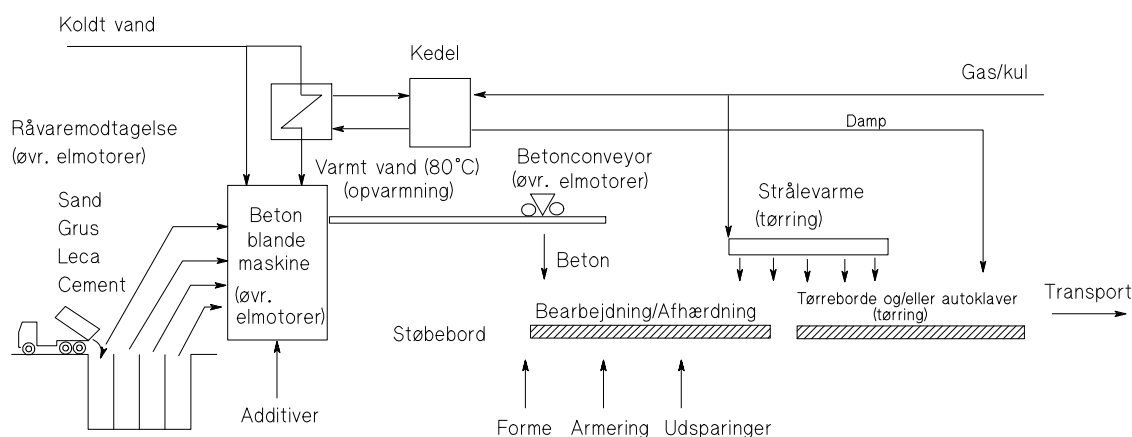 Koldt vand
Kedel
Gas/kul
Damp
Råvaremodtagelse
(øvr. elmotorer)
Varmt vand (80°C)
(opvarmning)
Betonconveyor
(øvr. elmotorer)
Strålevarme
(tørring)
Sand
Grus
Leca
Cement
Beton
blande
maskine
(øvr.
elmotorer)
Beton
Bearbejdning/Afhærdning
Tørreborde og/eller autoklaver
(tørring)
Transport
Støbebord
Additiver
Forme
Armering
Udsparinger